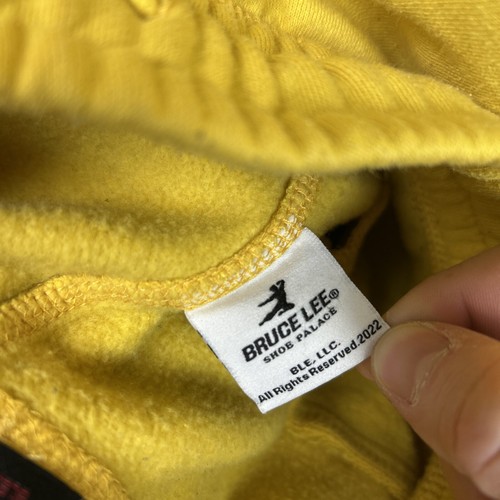 BRUCE LEE®
SHOE PALACE
BLE, LLC.
All Rights Reserved.2022